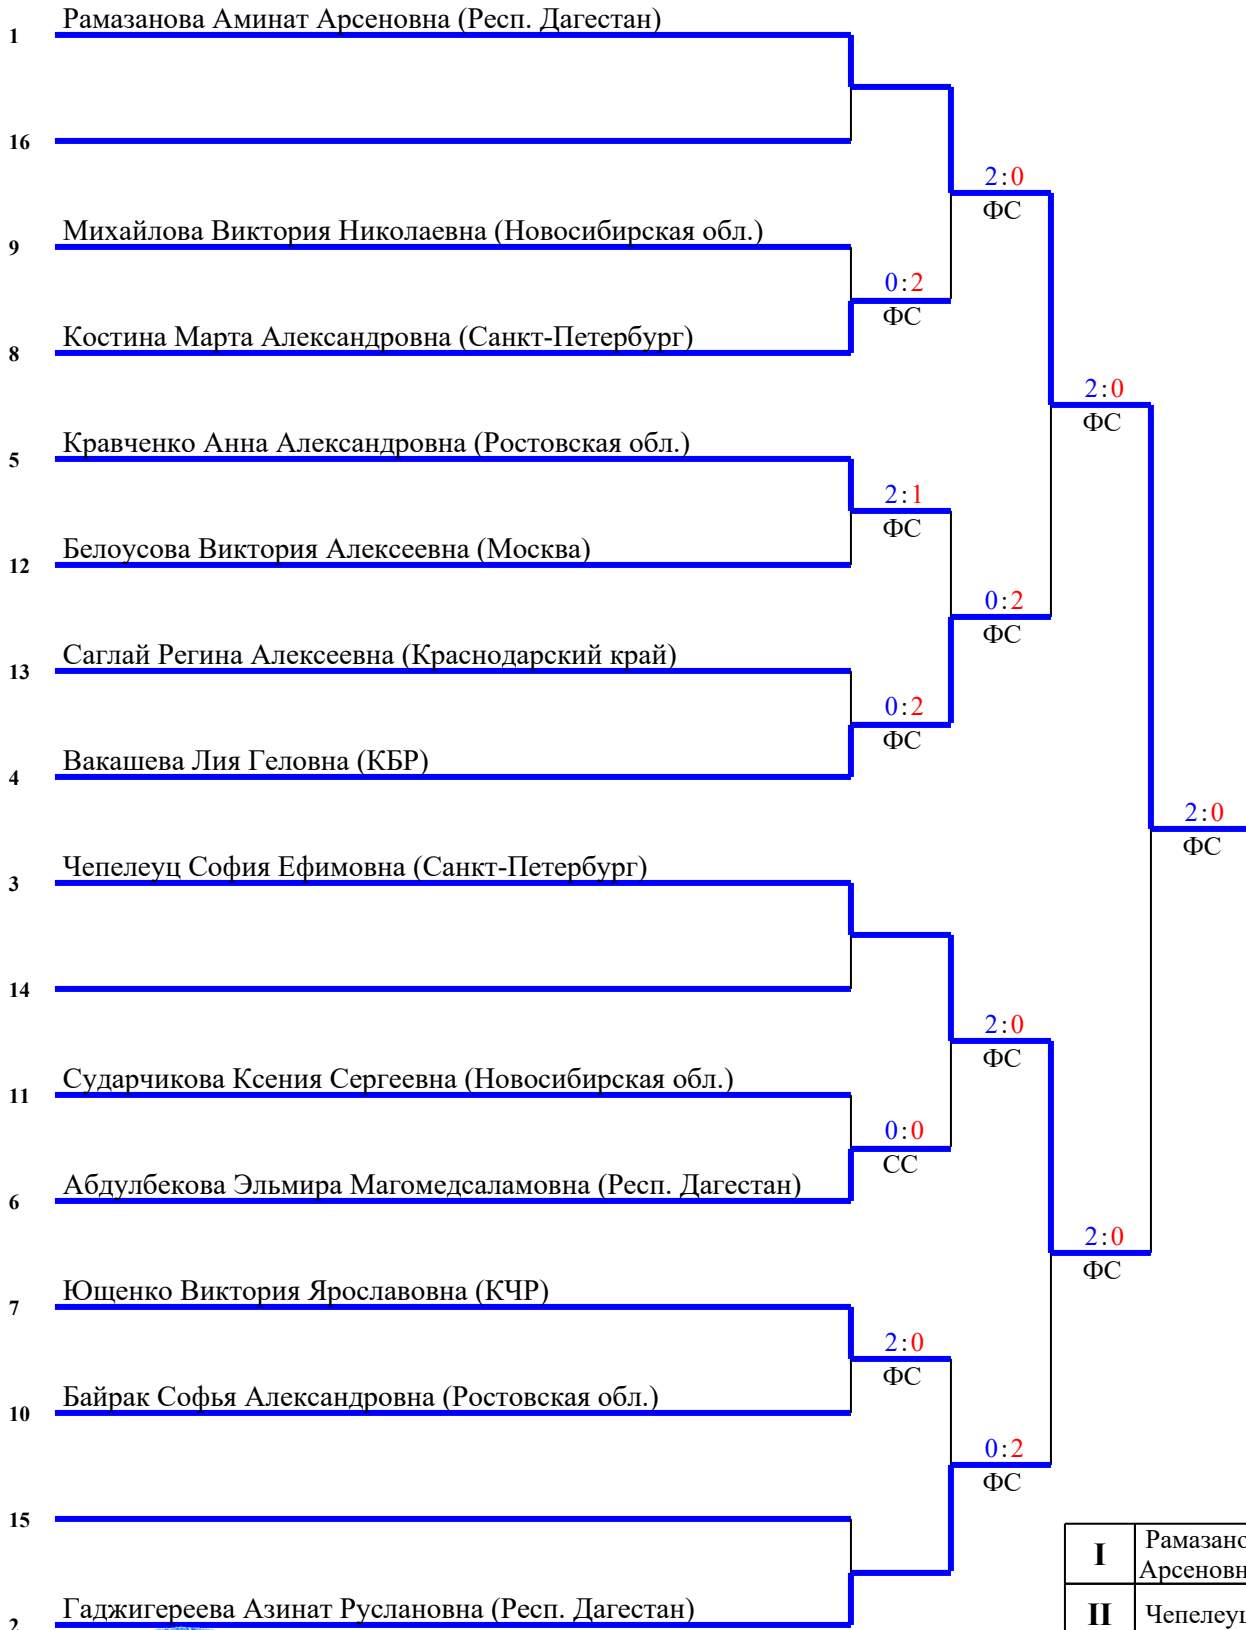 Рамазанова Аминат Арсеновна (Респ. Дагестан)
1
16
2:0
ФС
Михайлова Виктория Николаевна (Новосибирская обл.)
9
0:2
ФС
Костина Марта Александровна (Санкт-Петербург)
8
2:0
ФС
Кравченко Анна Александровна (Ростовская обл.)
5
2:1
ФС
Белоусова Виктория Алексеевна (Москва)
12
0:2
ФС
Саглай Регина Алексеевна (Краснодарский край)
13
0:2
ФС
Вакашева Лия Геловна (КБР)
4
2:0
ФС
Чепелеуц София Ефимовна (Санкт-Петербург)
3
14
2:0
ФС
Сударчикова Ксения Сергеевна (Новосибирская обл.)
11
0:0
СС
Абдулбекова Эльмира Магомедсаламовна (Респ. Дагестан)
6
2:0
ФС
Ющенко Виктория Ярославовна (КЧР)
7
2:0
ФС
Байрак Софья Александровна (Ростовская обл.)
10
0:2
ФС
15
I Рамазано
Арсеновн
Гаджигереева Азинат Руслановна (Респ. Дагестан)
2
II Чепелеуц